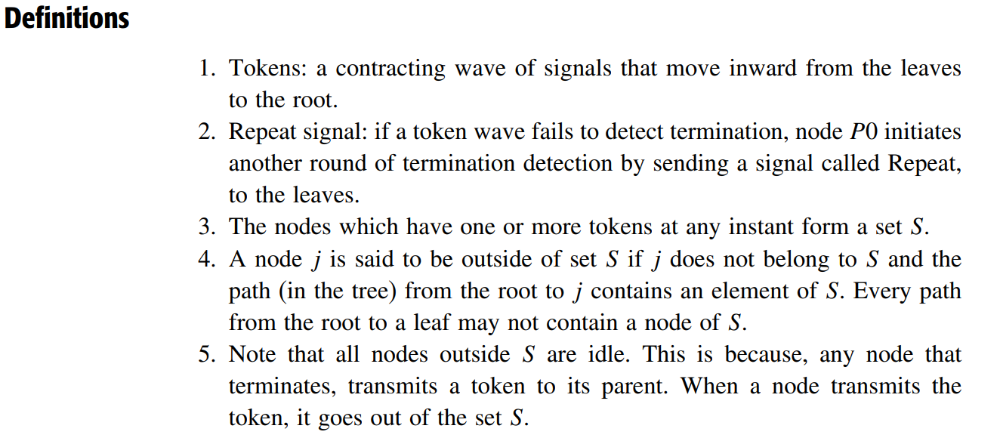 Definitions
1. Tokens: a contracting wave of signals that move inward from the leaves
to the root.
2. Repeat signal: if a token wave fails to detect termination, node P0 initiates
another round of termination detection by sending a signal called Repeat,
to the leaves.
3. The nodes which have one or more tokens at any instant form a set S.
4. A node j is said to be outside of set S if j does not belong to S and the
path (in the tree) from the root to j contains an element of S. Every path
from the root to a leaf may not contain a node of S.
5. Note that all nodes outside S are idle. This is because, any node that
terminates, transmits a token to its parent. When a node transmits the
token, it goes out of the set S.